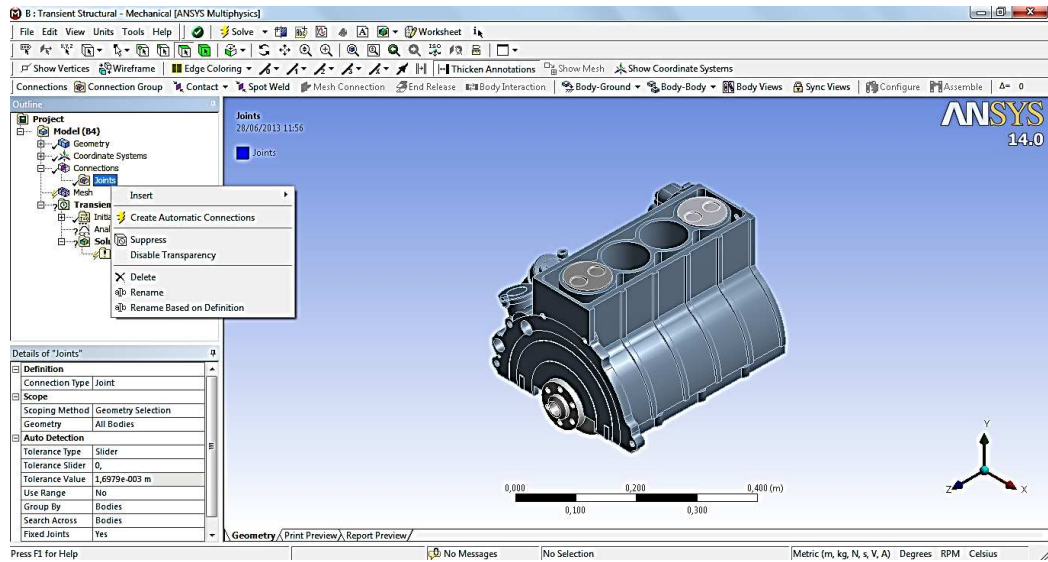 B : Transient Structural - Mechanical [ANSYS Multiphysics]
File Edit View Units Tools Help Solve Worksheet
Show Vertices Wireframe Edge Coloring Thicken Annotations Show Mesh Show Coordinate Systems
Connections Connection Group Contact Spot Weld Mesh Connection End Release Body Interaction Body-Ground Body-Body Body Views Sync Views Configure Assemble Δ= 0
Outline
Project
Model (B4)
Geometry
Coordinate Systems
Connections
Joints
Mesh
Transien
Initia
Anal
Solu
Insert
Create Automatic Connections
Suppress
Disable Transparency
Delete
Rename
Rename Based on Definition
Details of "Joints"
Definition
Connection Type Joint
Scope
Scoping Method Geometry Selection
Geometry All Bodies
Auto Detection
Tolerance Type Slider
Tolerance Slider 0,
Tolerance Value 1,6979e-003 m
Use Range No
Group By Bodies
Search Across Bodies
Fixed Joints Yes
Joints
28/06/2013 11:56
Joints
ANSYS
14.0
Y
Z X
0,000 0,200 0,400 (m)
0,100 0,300
Geometry Print Preview Report Preview
Press F1 for Help No Messages No Selection Metric (m, kg, N, s, V, A) Degrees RPM Celsius